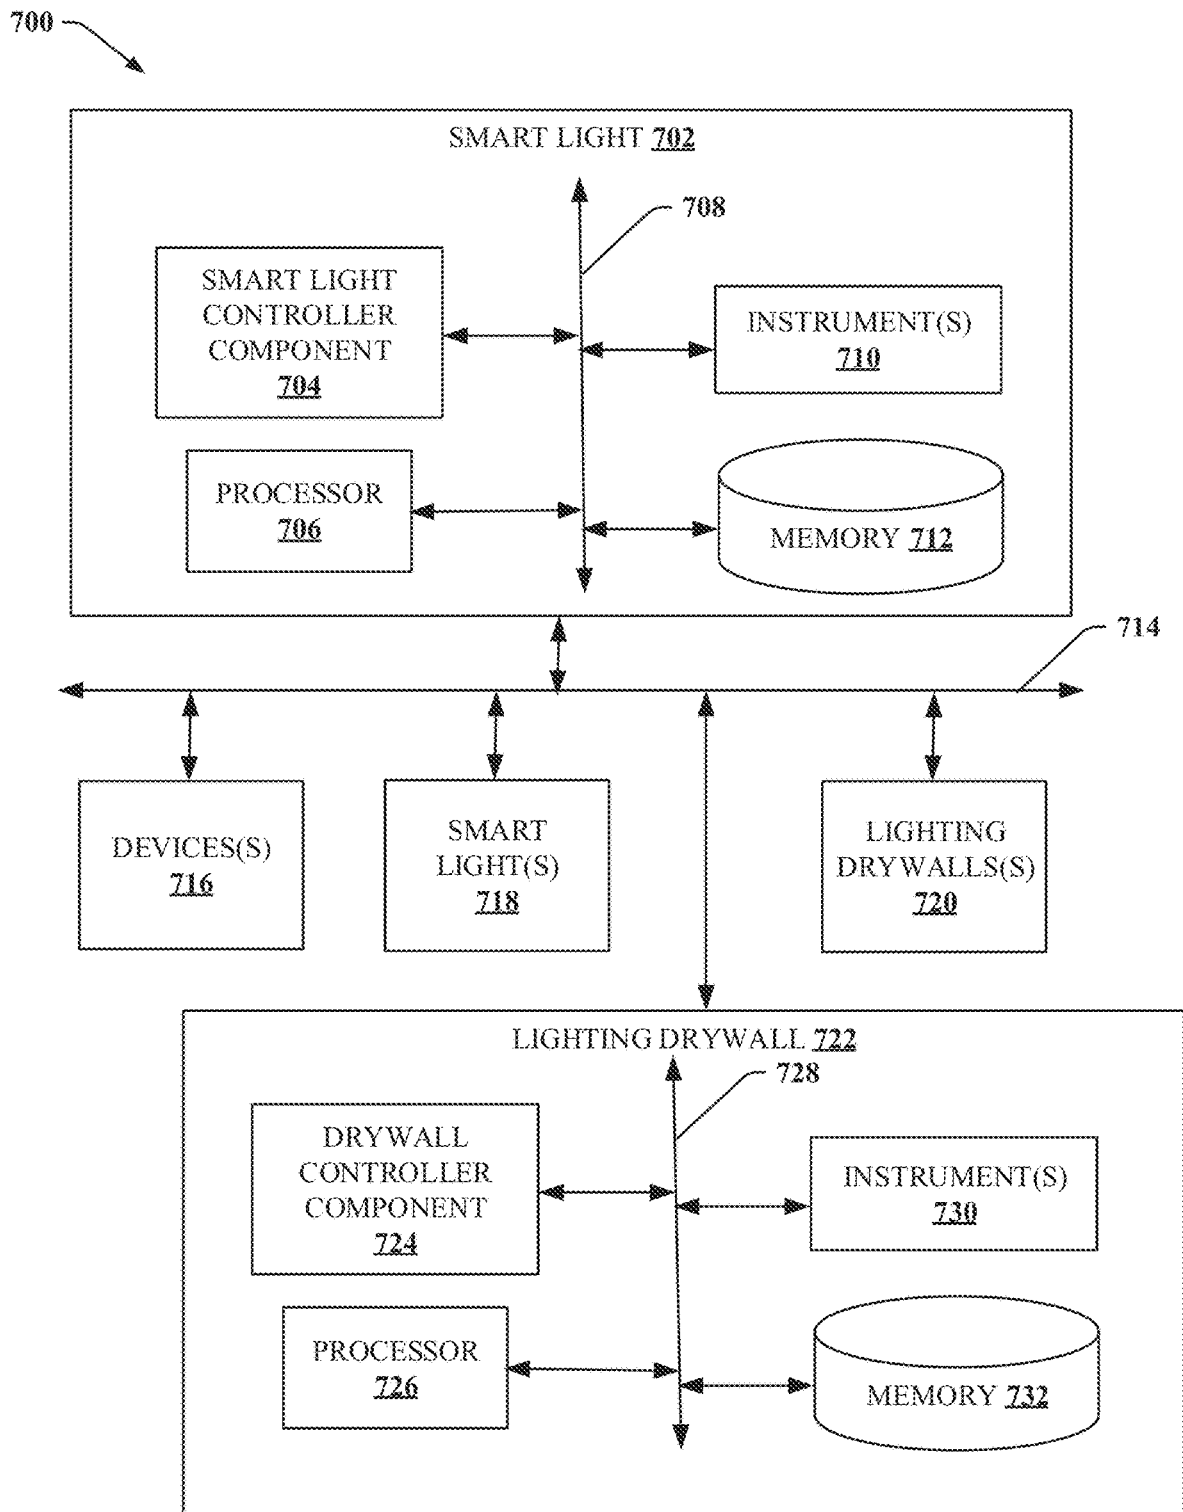 700
SMART LIGHT 702
708
SMART LIGHT
CONTROLLER
COMPONENT
704
INSTRUMENT(S)
710
PROCESSOR
706
MEMORY 712
714
DEVICES(S)
716
SMART
LIGHT(S)
718
LIGHTING
DRYWALLS(S)
720
LIGHTING DRYWALL 722
728
DRYWALL
CONTROLLER
COMPONENT
724
INSTRUMENT(S)
730
PROCESSOR
726
MEMORY 732